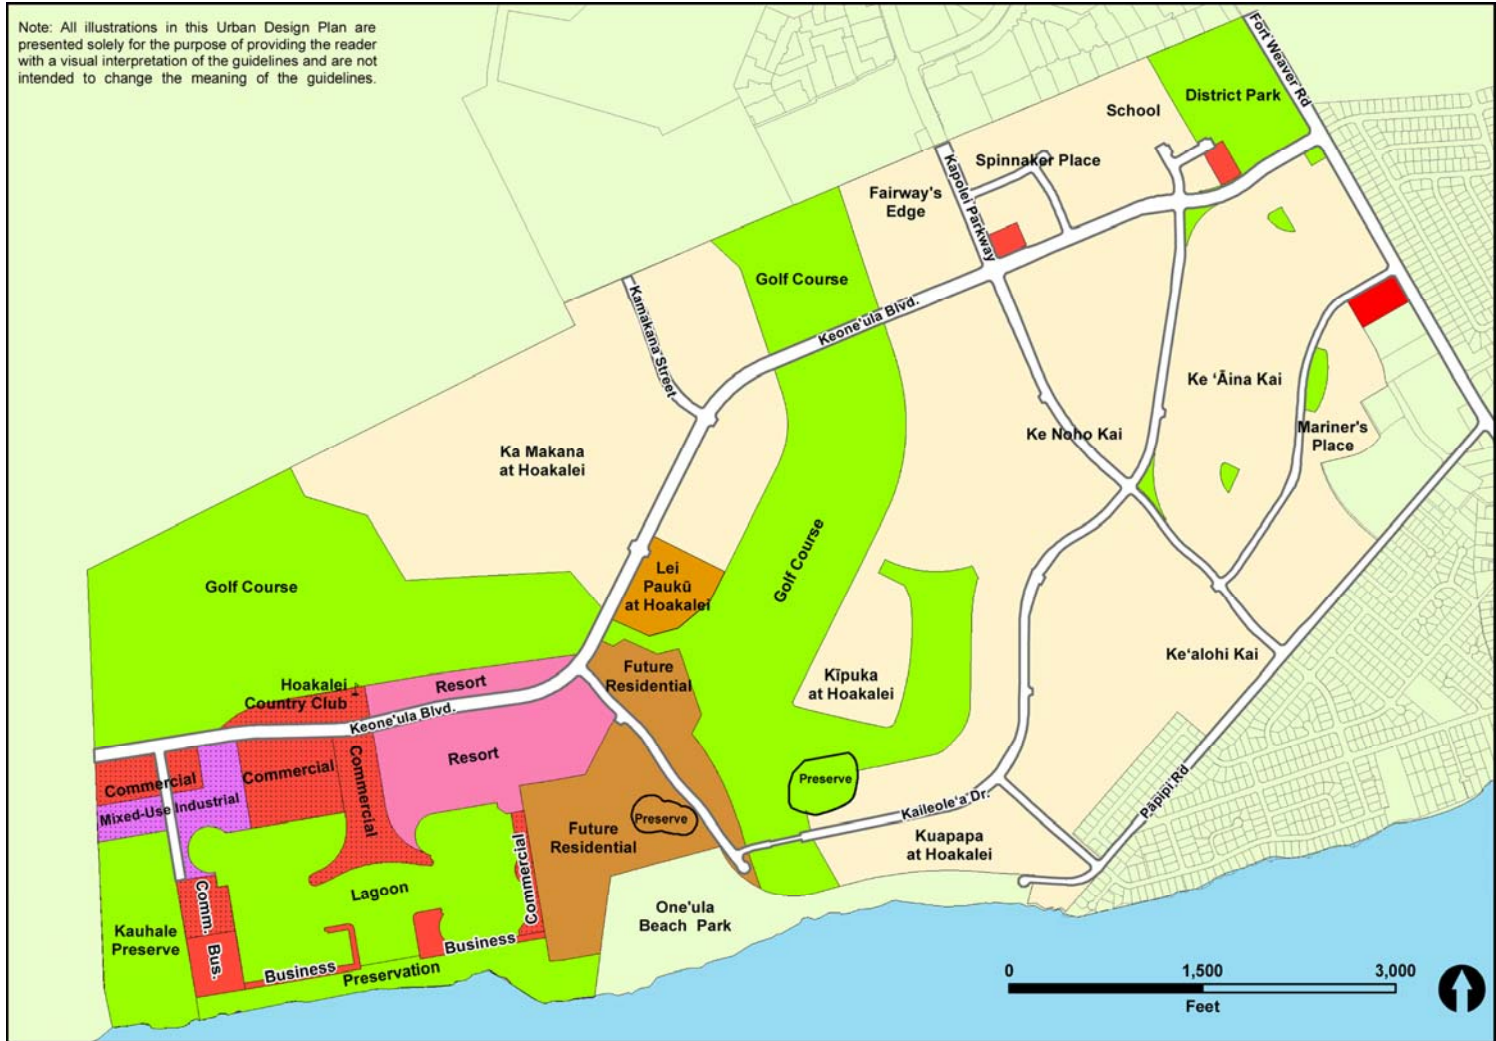 Note: All illustrations in this Urban Design Plan are
presented solely for the purpose of providing the reader
with a visual interpretation of the guidelines and are not
intended to change the meaning of the guidelines.
Fort Weaver Rd
District Park
School
Spinnaker Place
Kapolei Parkway
Fairway's
Edge
Golf Course
Kamakana Street
Keone'ula Blvd.
Ke ʻĀina Kai
Ke Noho Kai
Mariner's
Place
Ka Makana
at Hoakalei
Golf Course
Golf Course
Lei
Paukū
at Hoakalei
Future
Residential
Kīpuka
at Hoakalei
Keʻalohi Kai
Hoakalei
Country Club
Resort
Keone'ula Blvd.
Resort
Commercial
Commercial
Commercial
Mixed-Use Industrial
Preserve
Preserve
Pāpipi Rd
Kaileoleʻa Dr.
Future
Residential
Kuapapa
at Hoakalei
Commercial
Lagoon
Comm.
Kauhale
Preserve
Bus.
Business
Business
Preservation
One'ula
Beach Park
0 1,500 3,000
Feet